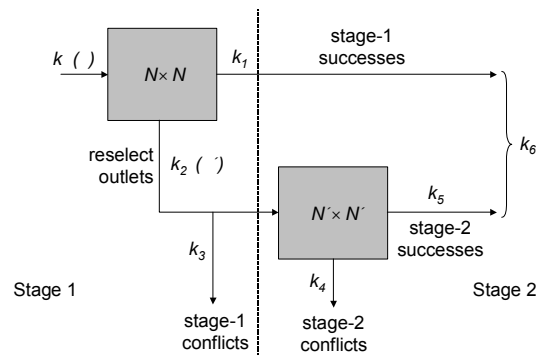 k ( )
N × N
k1
stage-1
successes
k6
reselect
outlets
k2 ( ´ )
N´ × N´
k5
stage-2
successes
k3
k4
Stage 1
Stage 2
stage-1
conflicts
stage-2
conflicts